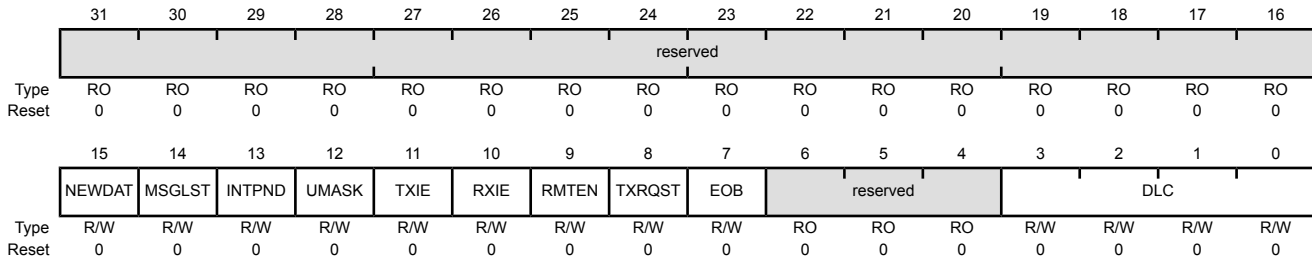 31 30 29 28 27 26 25 24 23 22 21 20 19 18 17 16
reserved
Type RO RO RO RO RO RO RO RO RO RO RO RO RO RO RO RO
Reset 0 0 0 0 0 0 0 0 0 0 0 0 0 0 0 0
15 14 13 12 11 10 9 8 7 6 5 4 3 2 1 0
NEWDAT MSGLST INTPND UMASK TXIE RXIE RMTEN TXRQST EOB reserved DLC
Type R/W R/W R/W R/W R/W R/W R/W R/W R/W RO RO RO R/W R/W R/W R/W
Reset 0 0 0 0 0 0 0 0 0 0 0 0 0 0 0 0